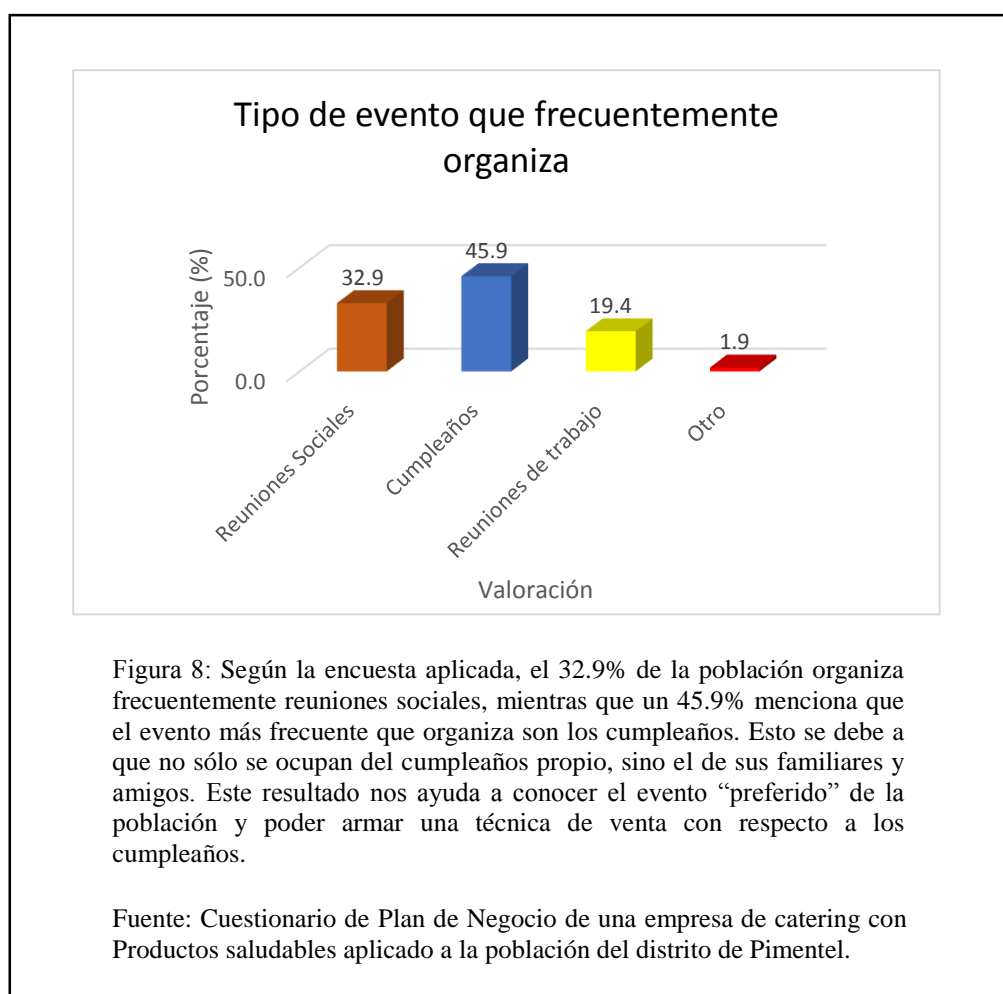 Tipo de evento que frecuentemente
organiza
Porcentaje (%)
50.0
0.0
32.9
45.9
19.4
1.9
Reuniones Sociales
Cumpleaños
Reuniones de trabajo
Otro
Valoración
Figura 8: Según la encuesta aplicada, el 32.9% de la población organiza
frecuentemente reuniones sociales, mientras que un 45.9% menciona que
el evento más frecuente que organiza son los cumpleaños. Esto se debe a
que no sólo se ocupan del cumpleaños propio, sino el de sus familiares y
amigos. Este resultado nos ayuda a conocer el evento “preferido” de la
población y poder armar una técnica de venta con respecto a los
cumpleaños.
Fuente: Cuestionario de Plan de Negocio de una empresa de catering con
Productos saludables aplicado a la población del distrito de Pimentel.